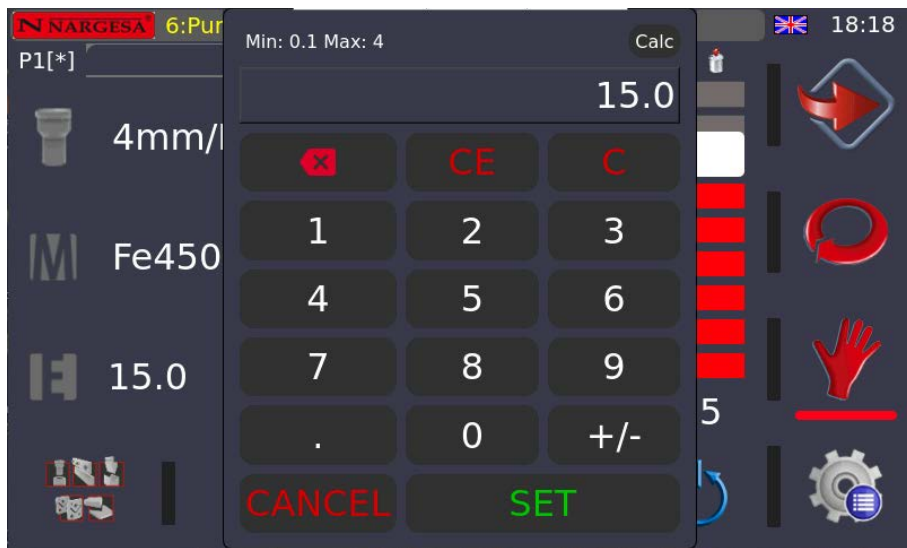 NARGESA 6:Pu 18:18
P1[*]
Min: 0.1 Max: 4 Calc
15.0
4mm/
CE C
1 2 3
Fe450
4 5 6
15.0
7 8 9
5
. 0 +/-
CANCEL SET